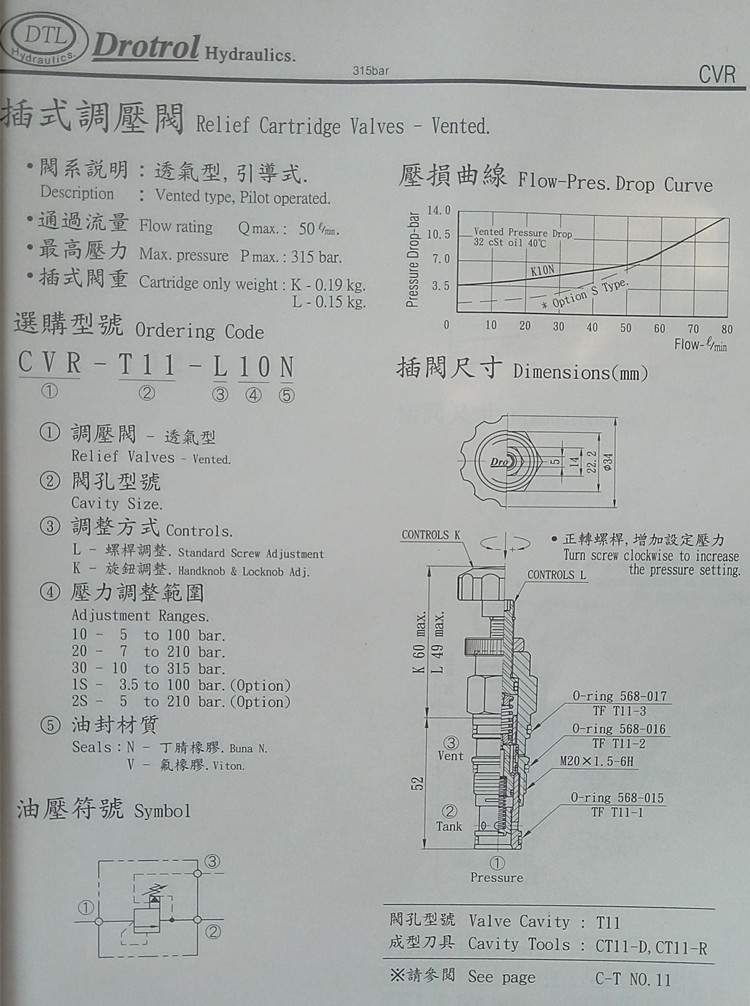 DTL
Hydraulics.
Drotrol Hydraulics.
315bar
CVR
插式調壓閥 Relief Cartridge Valves - Vented.
•閥系説明 : 透氣型, 引導式.
Description : Vented type, Pilot operated.
•通過流量 Flow rating Q max. : 50 ℓ/min.
•最高壓力 Max. pressure P max. : 315 bar.
•插式閥重 Cartridge only weight : K - 0.19 kg.
L - 0.15 kg.
選購型號 Ordering Code
CVR - T11 - L10N
① ② ③ ④ ⑤
① 調壓閥 - 透氣型
Relief Valves - Vented.
② 閥孔型號
Cavity Size.
③ 調整方式 Controls.
L - 螺桿調整. Standard Screw Adjustment
K - 旋鈕調整. Handknob & Locknob Adj.
④ 壓力調整範圍
Adjustment Ranges.
10 - 5 to 100 bar.
20 - 7 to 210 bar.
30 - 10 to 315 bar.
1S - 3.5 to 100 bar. (Option)
2S - 5 to 210 bar. (Option)
⑤ 油封材質
Seals : N - 丁腈橡膠. Buna N.
V - 氟橡膠. Viton.
油壓符號 Symbol
③
①
②
壓損曲線 Flow-Pres. Drop Curve
Pressure Drop-bar
14.0
10.5
7.0
3.5
Vented Pressure Drop
32 cSt oil 40℃
K10N
* Option S Type.
0 10 20 30 40 50 60 70 80
Flow-ℓ/min
插閥尺寸 Dimensions(mm)
Dro
5
14
22.2
φ34
CONTROLS K
• 正轉螺桿, 增加設定壓力
Turn screw clockwise to increase
the pressure setting.
CONTROLS L
K 60 max.
L 49 max.
O-ring 568-017
TF T11-3
O-ring 568-016
TF T11-2
③
Vent
M20×1.5-6H
52
O-ring 568-015
TF T11-1
②
Tank
①
Pressure
閥孔型號 Valve Cavity : T11
成型刀具 Cavity Tools : CT11-D, CT11-R
※請參閱 See page C-T NO.11